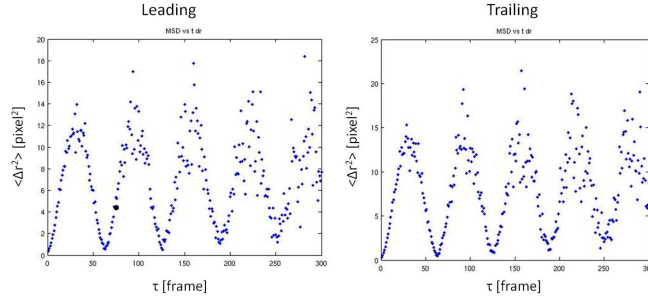 Leading
Trailing
MSD vs t dr
MSD vs t dr
<Δr²> [pixel²]
20
18
16
14
12
10
8
6
4
2
0
0 50 100 150 200 250 300
τ [frame]
<Δr²> [pixel²]
25
20
15
10
5
0
0 50 100 150 200 250 300
τ [frame]